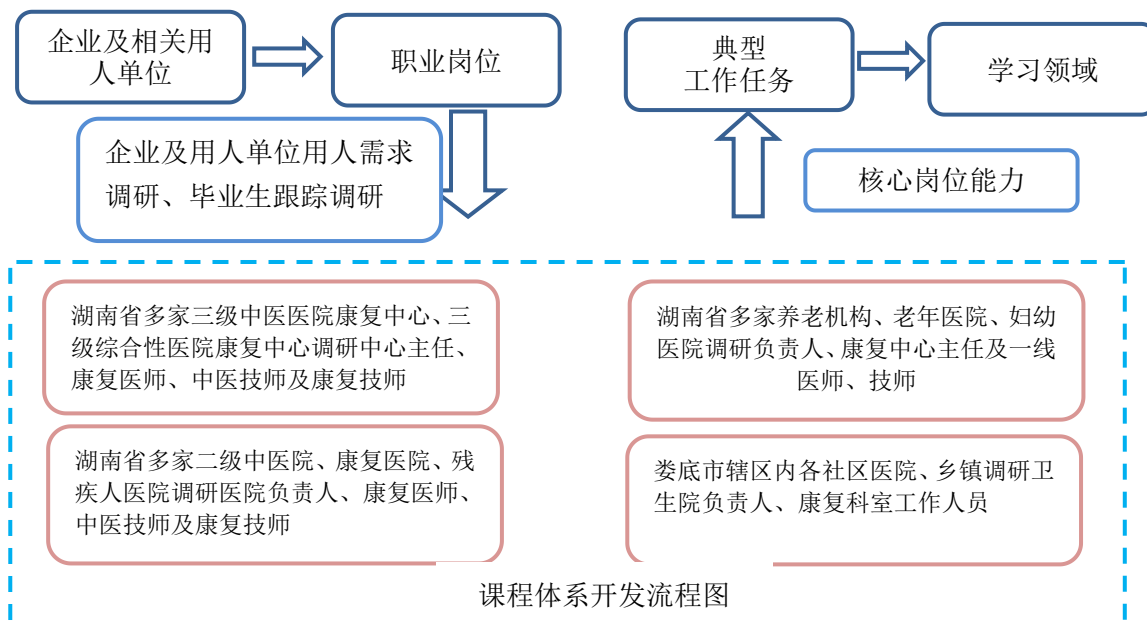 企业及相关用
人单位
职业岗位
典型
工作任务
学习领域
企业及用人单位用人需求
调研、毕业生跟踪调研
核心岗位能力
湖南省多家三级中医医院康复中心、三
级综合性医院康复中心调研中心主任、
康复医师、中医技师及康复技师
湖南省多家养老机构、老年医院、妇幼
医院调研负责人、康复中心主任及一线
医师、技师
湖南省多家二级中医院、康复医院、残
疾人医院调研医院负责人、康复医师、
中医技师及康复技师
娄底市辖区内各社区医院、乡镇调研卫
生院负责人、康复科室工作人员
课程体系开发流程图